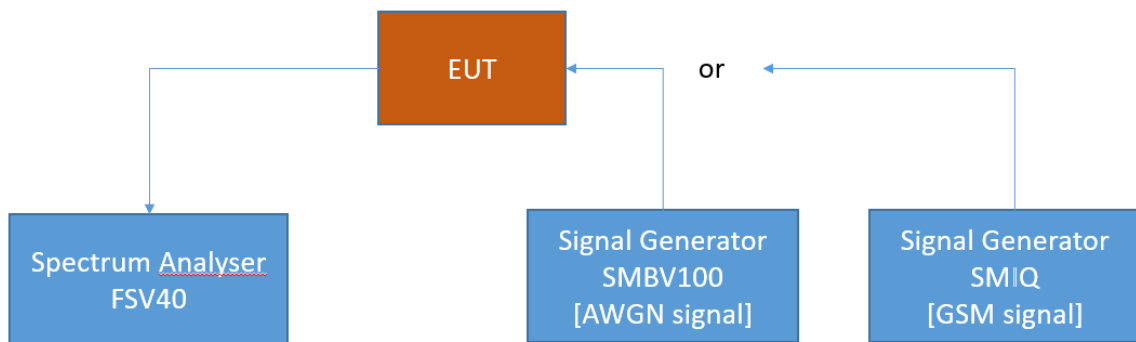 EUT
or
Spectrum Analyser
FSV40
Signal Generator
SMBV100
[AWGN signal]
Signal Generator
SMIQ
[GSM signal]